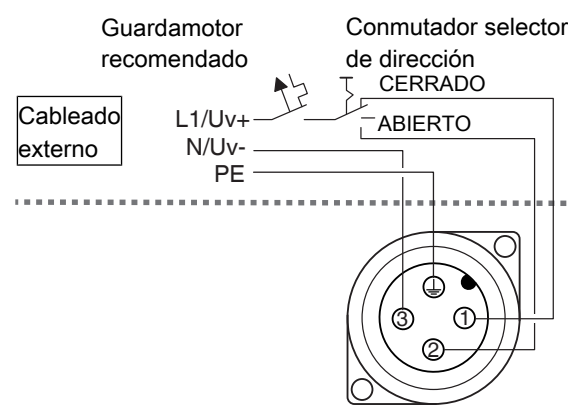 Guardamotor
recomendado
Conmutador selector
de dirección
CERRADO
Cableado
externo
L1/Uv+
ABIERTO
N/Uv-
PE
3
1
2